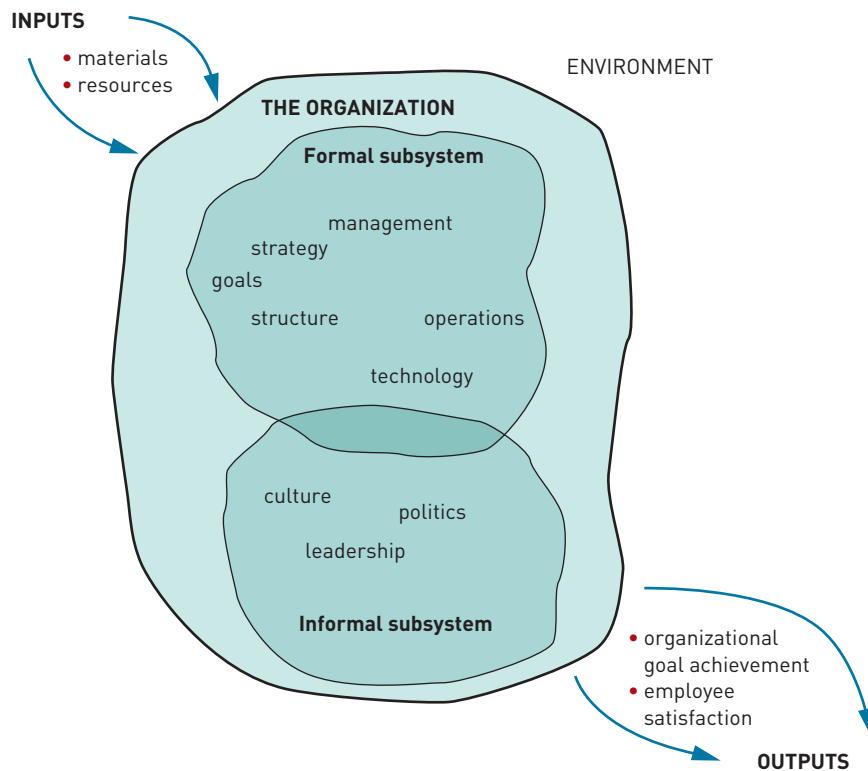 INPUTS
• materials
• resources
ENVIRONMENT
THE ORGANIZATION
Formal subsystem
management
strategy
goals
structure
operations
technology
culture
politics
leadership
Informal subsystem
• organizational
goal achievement
• employee
satisfaction
OUTPUTS